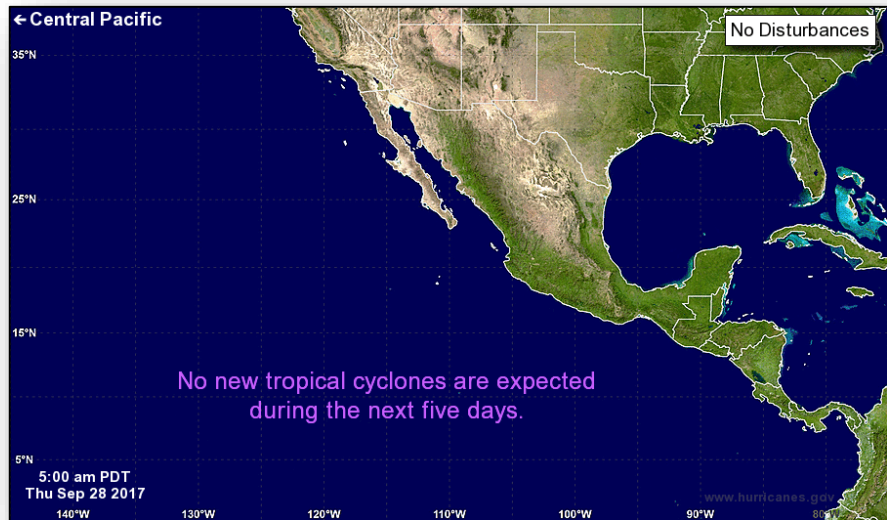 ← Central Pacific
No Disturbances
35°N
25°N
15°N
No new tropical cyclones are expected
during the next five days.
5°N
5:00 am PDT
Thu Sep 28 2017
www.hurricanes.gov
140°W 130°W 120°W 110°W 100°W 90°W 80°W